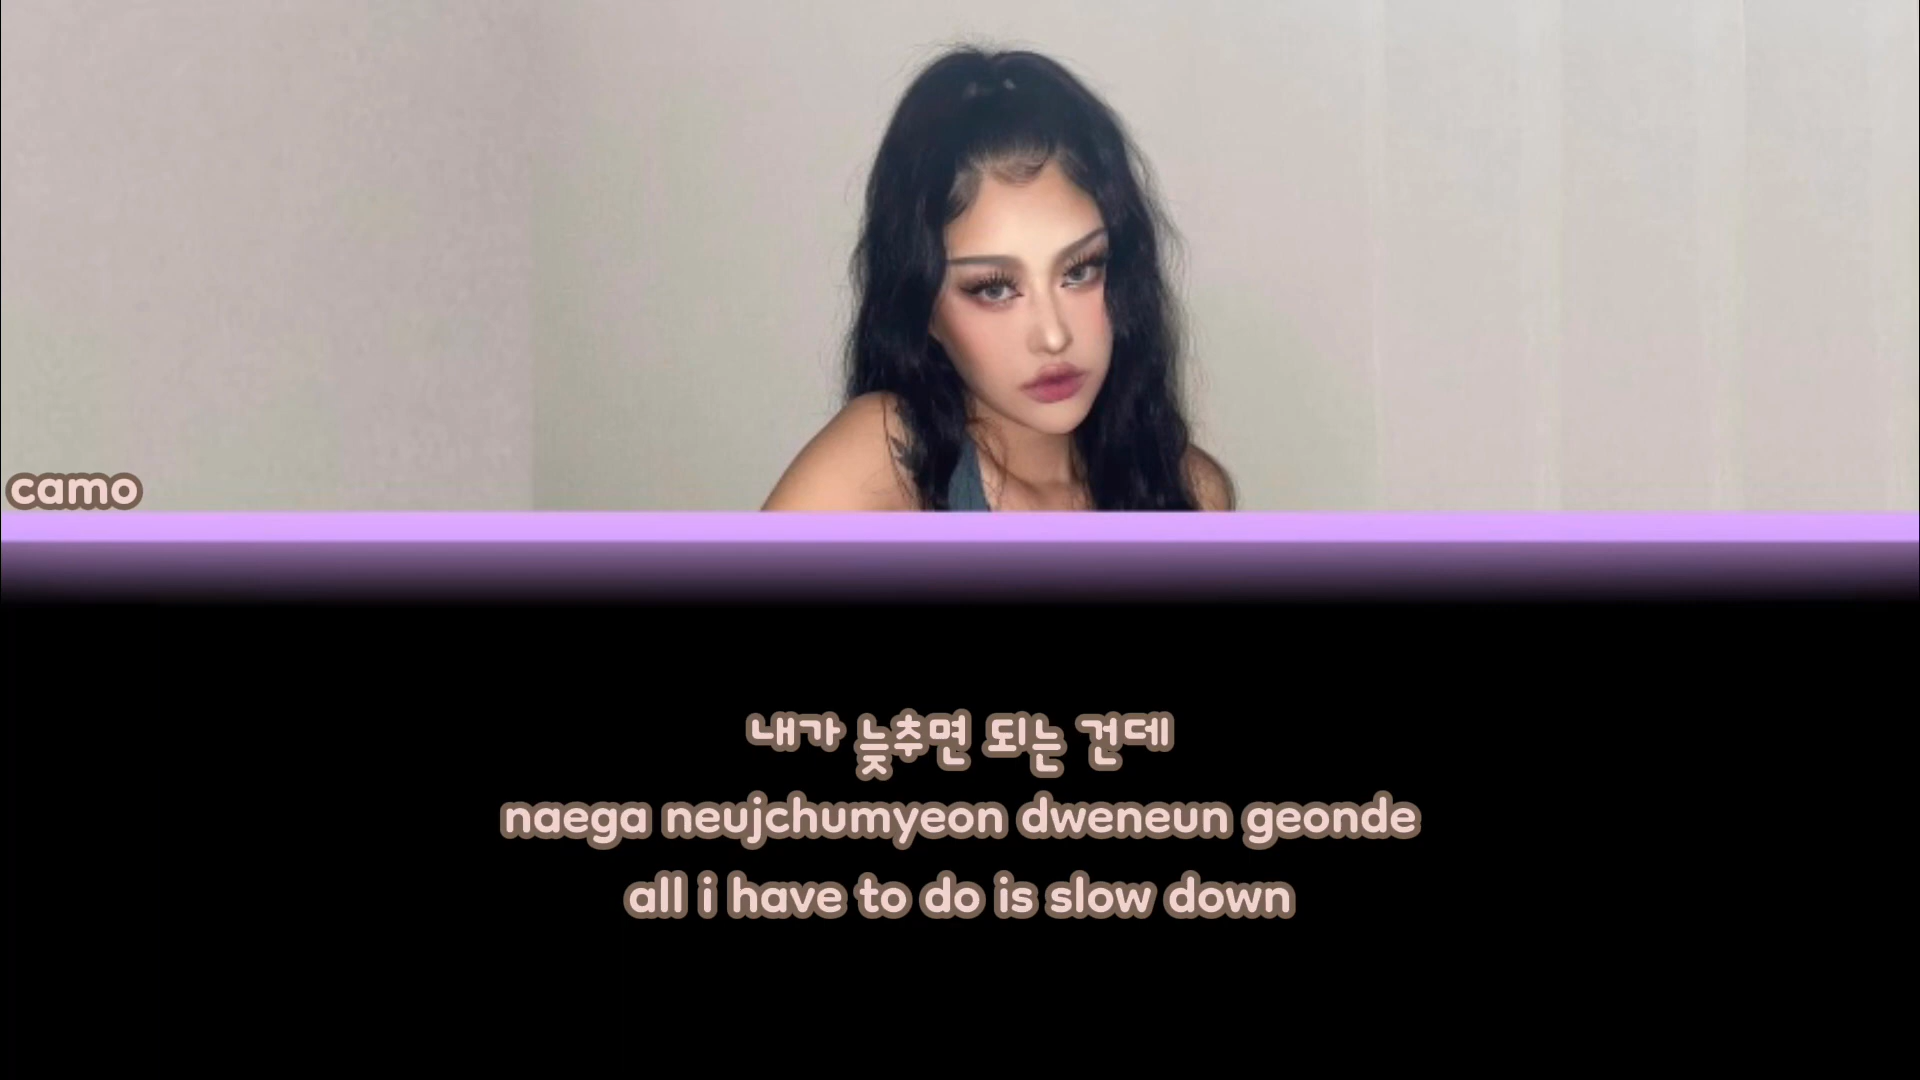 camo
내가 늦추면 되는 건데
naega neujchumyeon dweneun geonde
all i have to do is slow down